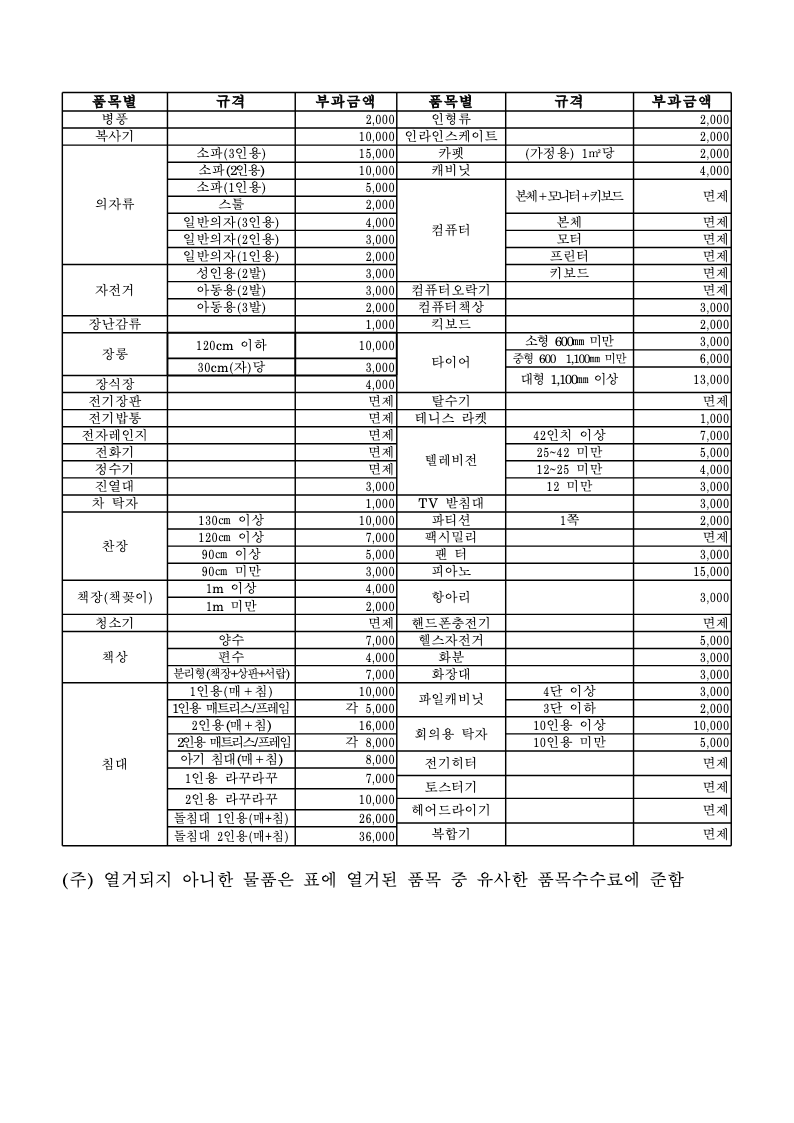 품목별 규격 부과금액 품목별 규격 부과금액
병풍 2,000 인형류 2,000
복사기 10,000 인라인스케이트 2,000
의자류 소파(3인용) 15,000 카펫 (가정용) 1㎡당 2,000
소파(2인용) 10,000 캐비닛 4,000
소파(1인용) 5,000 컴퓨터 본체+모니터+키보드 면제
스툴 2,000
일반의자(3인용) 4,000 본체 면제
일반의자(2인용) 3,000 모터 면제
일반의자(1인용) 2,000 프린터 면제
자전거 성인용(2발) 3,000 키보드 면제
아동용(2발) 3,000 컴퓨터오락기 면제
아동용(3발) 2,000 컴퓨터책상 3,000
장난감류 1,000 킥보드 2,000
장롱 120cm 이하 10,000 타이어 소형 600㎜ 미만 3,000
중형 600 1,100㎜ 미만 6,000
30cm(자)당 3,000 대형 1,100㎜ 이상 13,000
장식장 4,000
전기장판 면제 탈수기 면제
전기밥통 면제 테니스 라켓 1,000
전자레인지 면제 텔레비전 42인치 이상 7,000
전화기 면제 25~42 미만 5,000
정수기 면제 12~25 미만 4,000
진열대 3,000 12 미만 3,000
차 탁자 1,000 TV 받침대 3,000
찬장 130㎝ 이상 10,000 파티션 1쪽 2,000
120㎝ 이상 7,000 팩시밀리 면제
90㎝ 이상 5,000 팬 터 3,000
90㎝ 미만 3,000 피아노 15,000
책장(책꽂이) 1m 이상 4,000 항아리 3,000
1m 미만 2,000
청소기 면제 핸드폰충전기 면제
책상 양수 7,000 헬스자전거 5,000
편수 4,000 화분 3,000
분리형(책장+상판+서랍) 7,000 화장대 3,000
침대 1인용(매+침) 10,000 파일캐비닛 4단 이상 3,000
1인용 매트리스/프레임 각 5,000 3단 이하 2,000
2인용(매+침) 16,000 회의용 탁자 10인용 이상 10,000
2인용 매트리스/프레임 각 8,000 10인용 미만 5,000
아기 침대(매+침) 8,000 전기히터 면제
1인용 라꾸라꾸 7,000 토스터기 면제
2인용 라꾸라꾸 10,000 헤어드라이기 면제
돌침대 1인용(매+침) 26,000
돌침대 2인용(매+침) 36,000 복합기 면제
(주) 열거되지 아니한 물품은 표에 열거된 품목 중 유사한 품목수수료에 준함